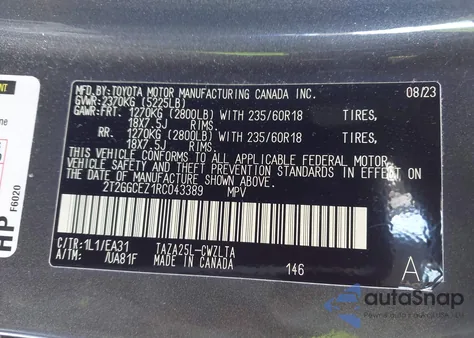 MFD.BY:TOYOTA MOTOR MANUFACTURING CANADA INC. 08/23
GVWR:2370KG (5225LB)
GAWR:FRT. 1270KG (2800LB) WITH 235/60R18 TIRES,
18X7.5J RIMS.
RR. 1270KG (2800LB) WITH 235/60R18 TIRES,
18X7.5J RIMS.
THIS VEHICLE CONFORMS TO ALL APPLICABLE FEDERAL MOTOR
VEHICLE SAFETY AND THEFT PREVENTION STANDARDS IN EFFECT ON
THE DATE OF MANUFACTURE SHOWN ABOVE.
2T2GGCEZ1RC043389 MPV
C/TR:1L1/EA31 TAZA25L-CWZLTA
A/TM: /UA81F MADE IN CANADA 146 A
HP
F6020
autoSnap